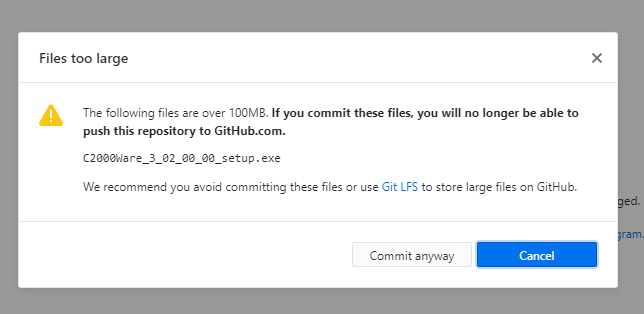 Files too large
The following files are over 100MB. If you commit these files, you will no longer be able to
push this repository to GitHub.com.
C2000Ware_3_02_00_00_setup.exe
We recommend you avoid committing these files or use Git LFS to store large files on GitHub.
ged.
gram.
Commit anyway
Cancel